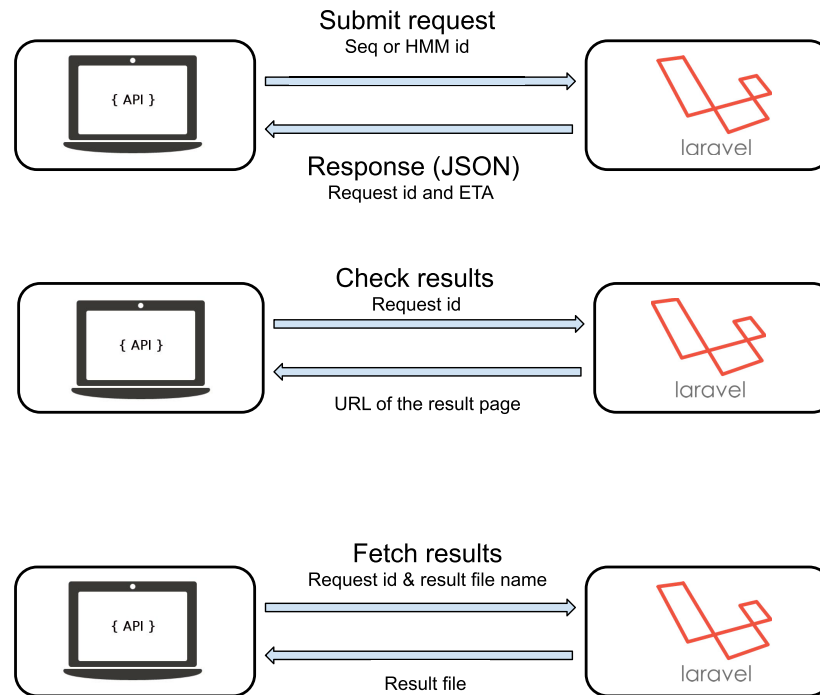 Submit request
Seq or HMM id
{ API }
laravel
Response (JSON)
Request id and ETA
Check results
Request id
{ API }
laravel
URL of the result page
Fetch results
Request id & result file name
{ API }
laravel
Result file